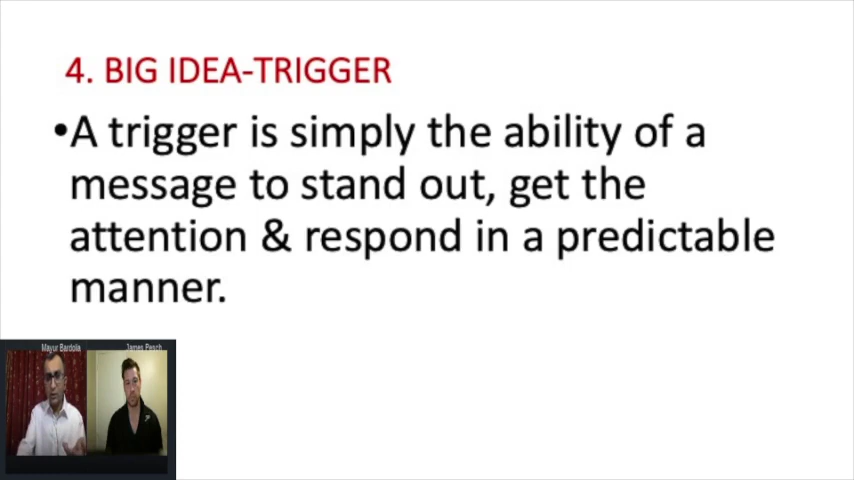 4. BIG IDEA-TRIGGER
•A trigger is simply the ability of a
message to stand out, get the
attention & respond in a predictable
manner.
Mayur Bardolia James Pesch